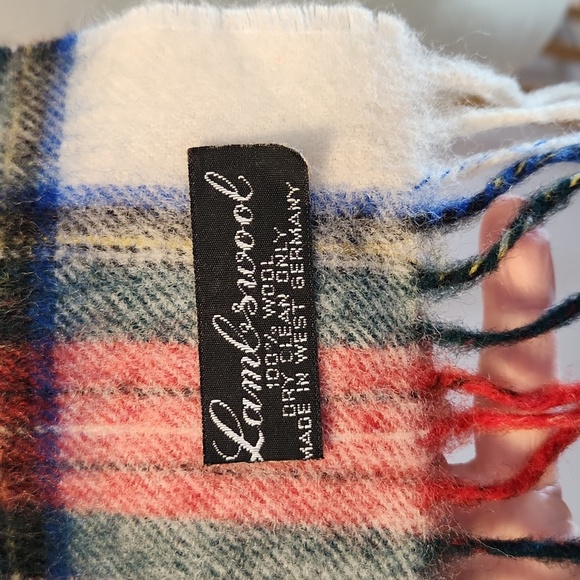 Lambswool
100% WOOL
DRY CLEAN ONLY
MADE IN WEST GERMANY